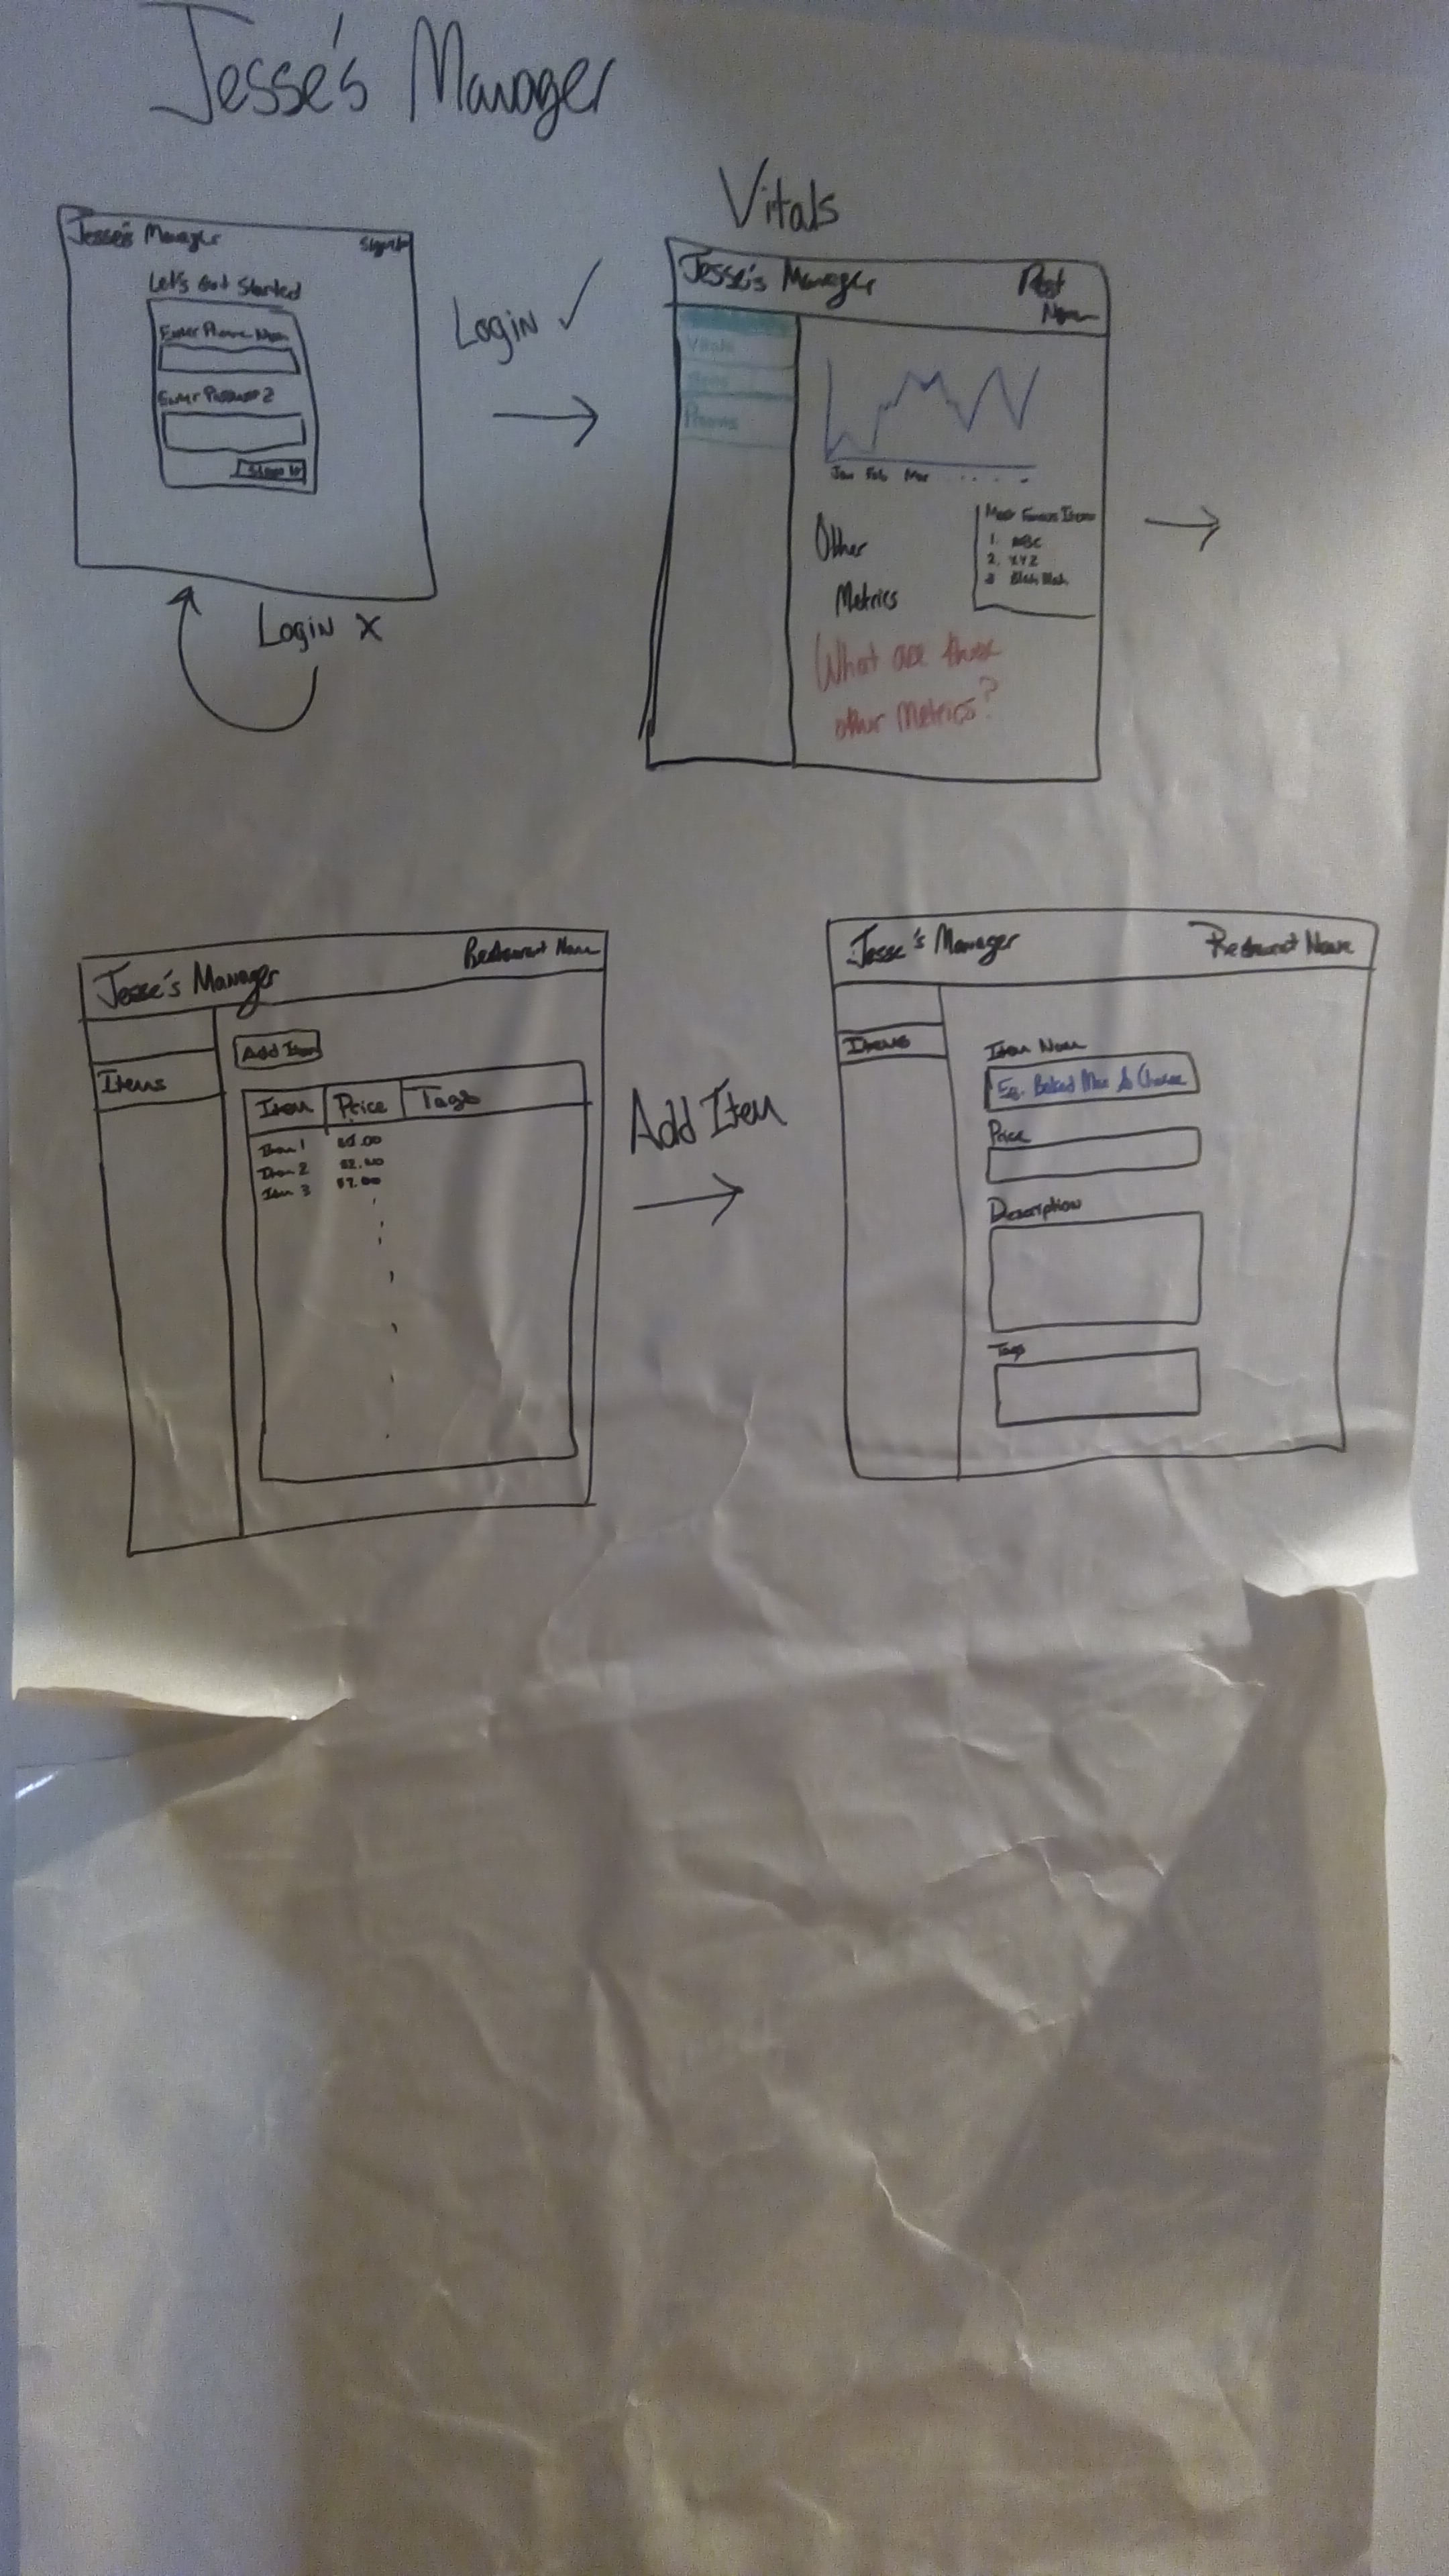 Jesse's Manager
Jesse's Manager
Sign In
Let's Get Started
Enter Phone Num
Enter Password
Sign In
Login ✓
Login X
Vitals
Jesse's Manager
Rest
Name
Vitals
Items
Promos
Jan Feb Mar . . . . .
Other
Metrics
Most Famous Items
1. ABC
2. XYZ
3 Blah Blah
What are these
other Metrics?
Jesse's Manager
Restaurant Name
Items
Add Item
Item Price Tags
Item 1 $5.00
Item 2
Item 3 $7.00
Add Item
Jesse's Manager
Restaurant Name
Items
Item Name
Eg. Baked Mac & Cheese
Price
Description
Tags